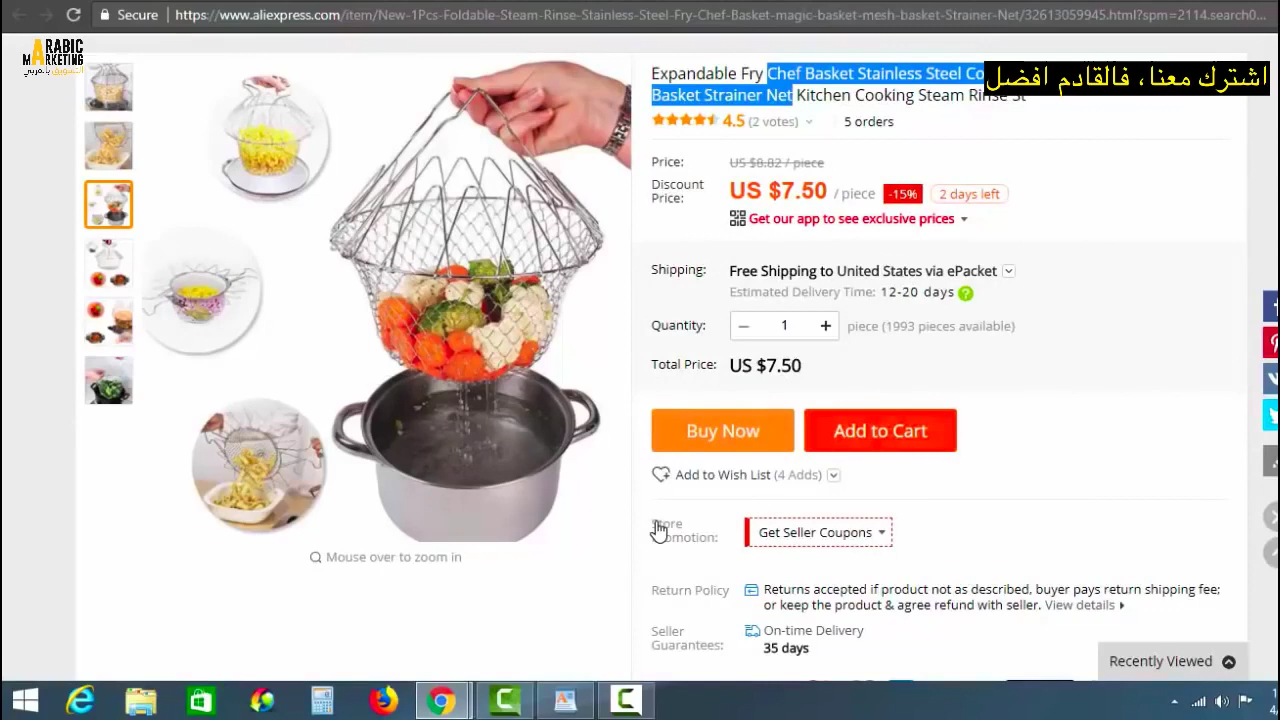 Secure
https://www.aliexpress.com/item/New-1Pcs-Foldable-Steam-Rinse-Stainless-Steel-Fry-Chef-Basket-magic-basket-mesh-basket-Strainer-Net/32613059945.html?spm=2114.search0...
ARABIC
MARKETING
التسويق بالعربي
اشترك معنا، فالقادم افضل
Expandable Fry Chef Basket Stainless Steel
Basket Strainer Net Kitchen Cooking Steam Rinse St
4.5 (2 votes) 5 orders
Price: US $8.82 / piece
Discount
Price: US $7.50 / piece -15% 2 days left
Get our app to see exclusive prices
Shipping: Free Shipping to United States via ePacket
Estimated Delivery Time: 12-20 days ?
Quantity: − 1 + piece (1993 pieces available)
Total Price: US $7.50
Buy Now Add to Cart
Add to Wish List (4 Adds)
Store
Promotion: Get Seller Coupons
Mouse over to zoom in
Return Policy Returns accepted if product not as described, buyer pays return shipping fee;
or keep the product & agree refund with seller. View details
Seller
Guarantees: On-time Delivery
35 days
Recently Viewed